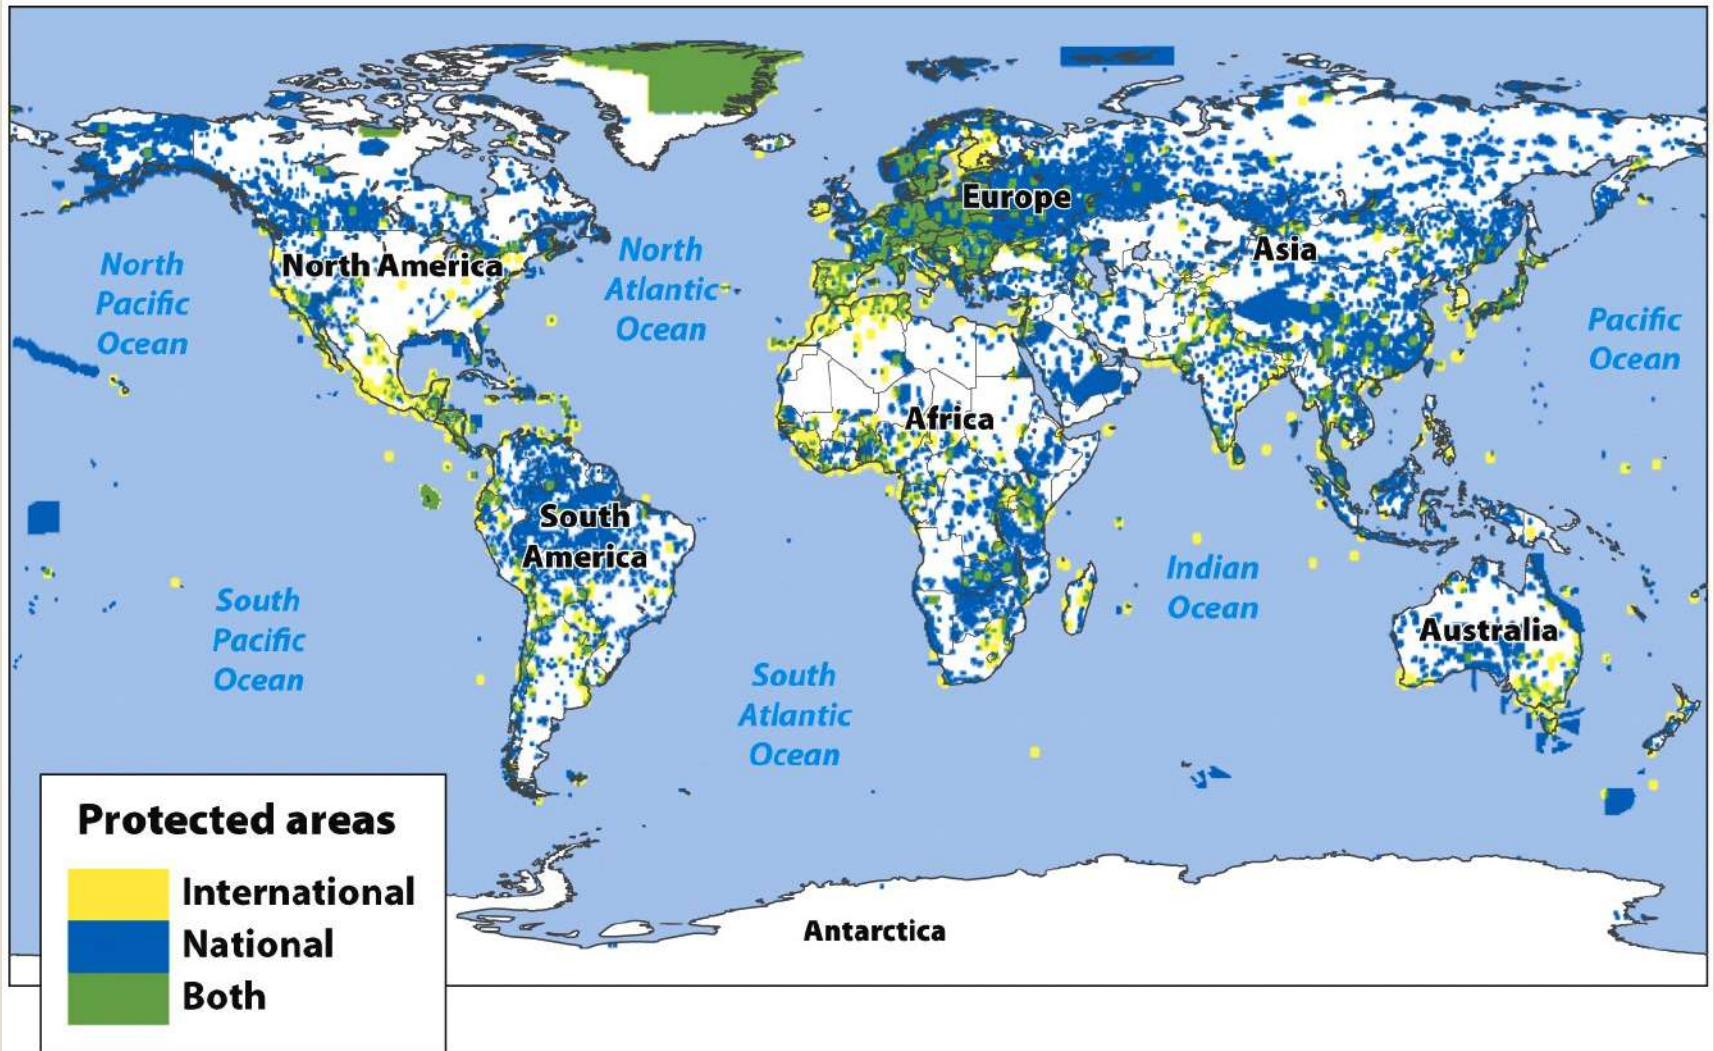 Europe
North
Atlantic
Ocean
Asia
North America
North
Pacific
Ocean
Pacific
Ocean
Africa
South
America
Indian
Ocean
South
Pacific
Ocean
Australia
South
Atlantic
Ocean
Protected areas
International
National
Both
Antarctica